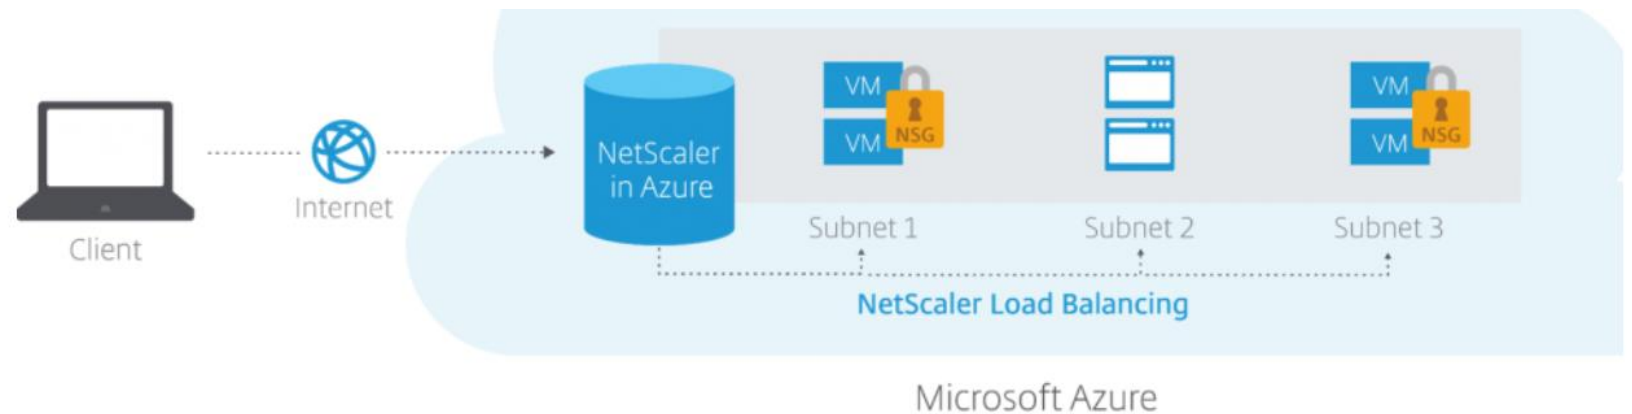 Client
Internet
NetScaler
in Azure
VM
VM
NSG
Subnet 1
Subnet 2
VM
VM
NSG
Subnet 3
NetScaler Load Balancing
Microsoft Azure